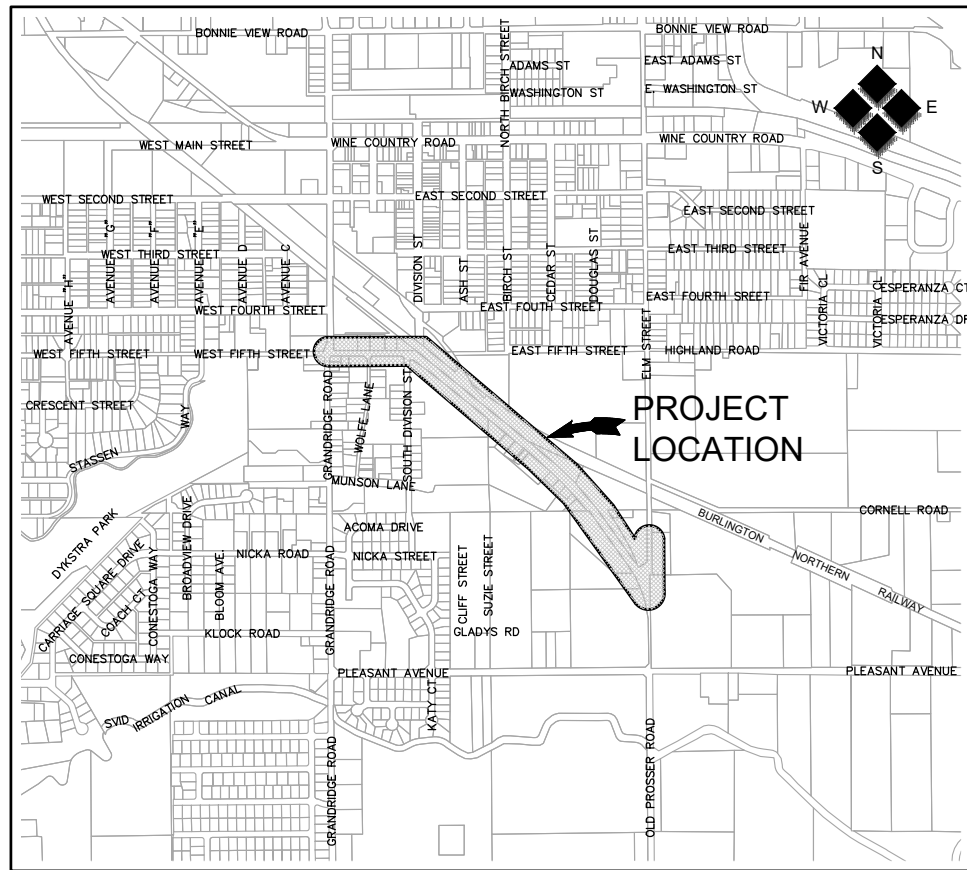 BONNIE VIEW ROAD
BONNIE VIEW ROAD
NORTH BIRCH STREET
ADAMS ST
EAST ADAMS ST
WASHINGTON ST
E. WASHINGTON ST
N
W
E
S
WEST MAIN STREET
WINE COUNTRY ROAD
WINE COUNTRY ROAD
WEST SECOND STREET
EAST SECOND STREET
EAST SECOND STREET
AVENUE "H"
AVENUE "G"
AVENUE "F"
AVENUE "E"
AVENUE D
AVENUE C
WEST THIRD STREET
DIVISION ST
ASH ST
BIRCH ST
CEDAR ST
DOUGLAS ST
EAST THIRD STREET
FIR AVENUE
VICTORIA CL
VICTORIA CL
ESPERANZA CT
ESPERANZA DR
WEST FOURTH STREET
EAST FOUTH STREET
EAST FOURTH SREET
ELM STREET
WEST FIFTH STREET
WEST FIFTH STREET
EAST FIFTH STREET
HIGHLAND ROAD
CRESCENT STREET
STASSEN
WAY
GRANDRIDGE ROAD
WOLFE LANE
SOUTH DIVISION ST
PROJECT
LOCATION
MUNSON LANE
DYKSTRA PARK
CARRIAGE SQUARE DRIVE
COACH CT
CONESTOGA WAY
BROADVIEW DRIVE
BLOOM AVE.
NICKA ROAD
ACOMA DRIVE
NICKA STREET
GRANDRIDGE ROAD
CLIFF STREET
SUZIE STREET
BURLINGTON
NORTHERN
RAILWAY
CORNELL ROAD
KLOCK ROAD
GLADYS RD
CONESTOGA WAY
PLEASANT AVENUE
PLEASANT AVENUE
SVID
IRRIGATION
CANAL
KATY CT
GRANDRIDGE ROAD
OLD PROSSER ROAD